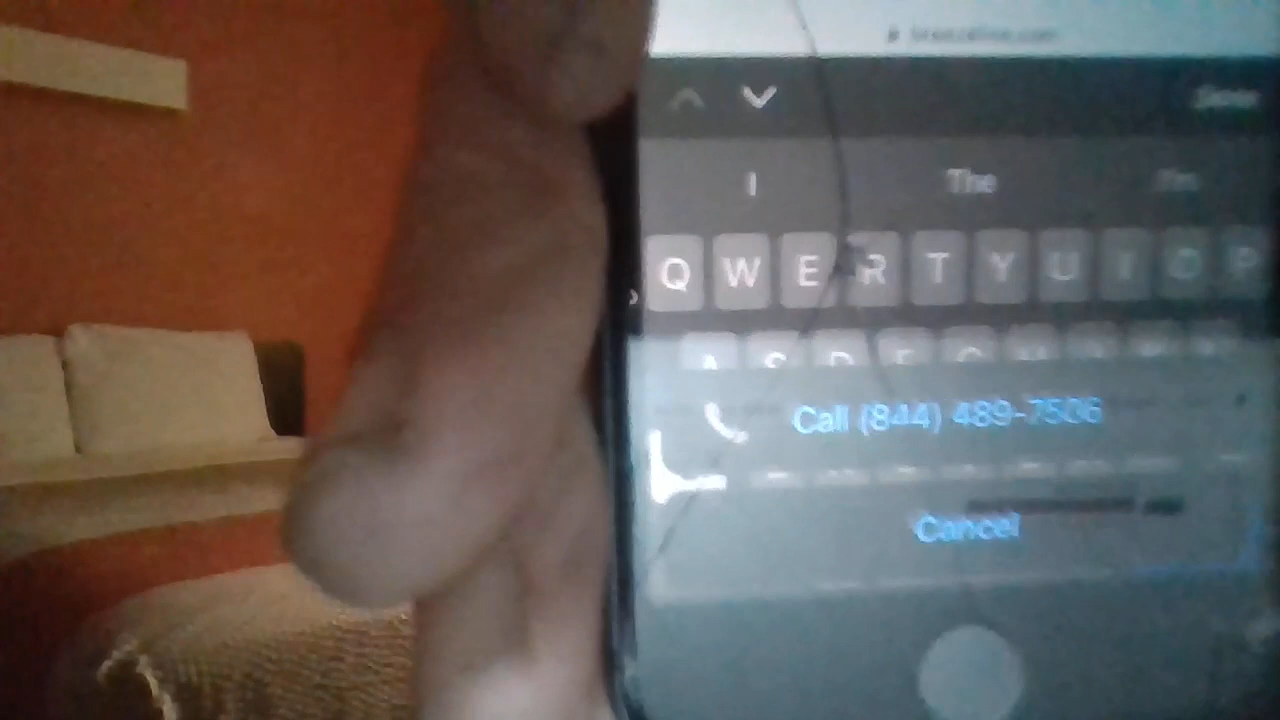 I The
Q W E R T Y U I O P
A S D F G
Call (844) 489-7506
Cancel